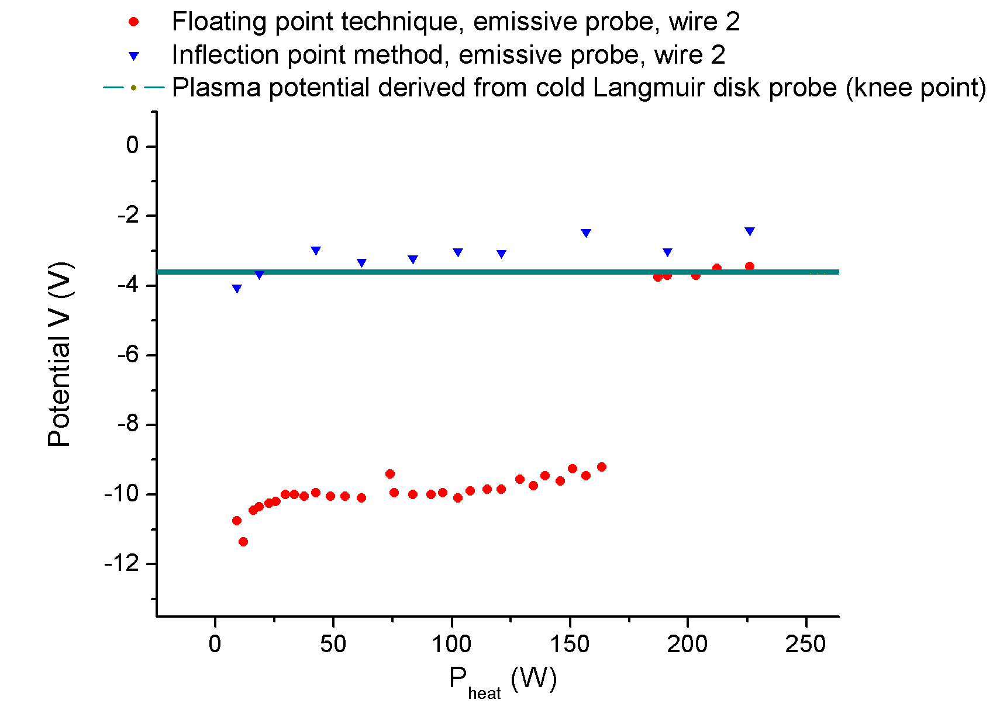 Floating point technique, emissive probe, wire 2
Inflection point method, emissive probe, wire 2
Plasma potential derived from cold Langmuir disk probe (knee point)
0
-2
-4
-6
-8
-10
-12
Potential V (V)
0 50 100 150 200 250
P_heat (W)